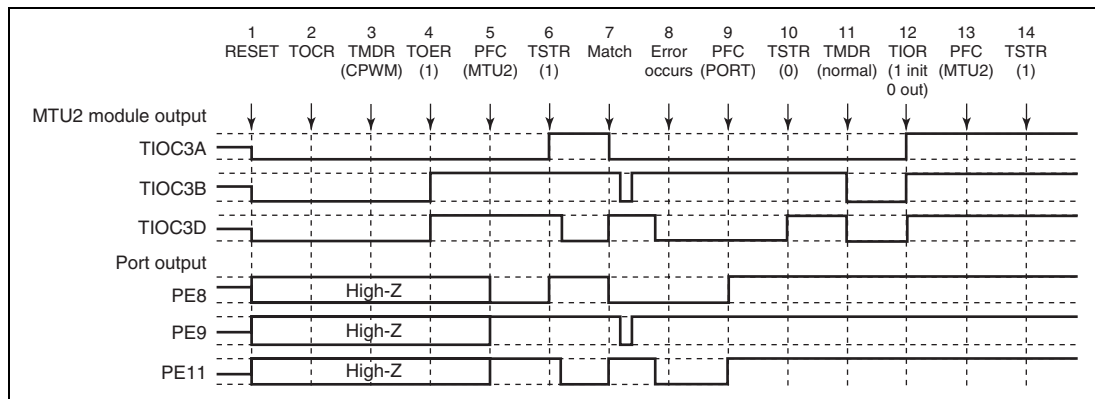 1 2 3 4 5 6 7 8 9 10 11 12 13 14
RESET TOCR TMDR TOER PFC TSTR Match Error PFC TSTR TMDR TIOR PFC TSTR
(CPWM) (1) (MTU2) (1) occurs (PORT) (0) (normal) (1 init (MTU2) (1)
0 out)
MTU2 module output
TIOC3A
TIOC3B
TIOC3D
Port output
PE8 High-Z
PE9 High-Z
PE11 High-Z